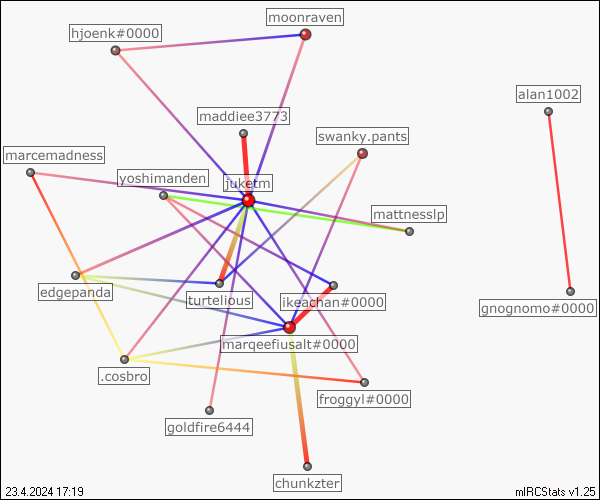 moonraven
hjoenk#0000
alan1002
maddiee3773
swanky.pants
marcemadness
yoshimanden
juketm
mattnesslp
edgepanda
turtelious
ikeachan#0000
gnognomo#0000
marqeefiusalt#0000
.cosbro
froggyl#0000
goldfire6444
chunkzter
23.4.2024 17:19
mIRCStats v1.25